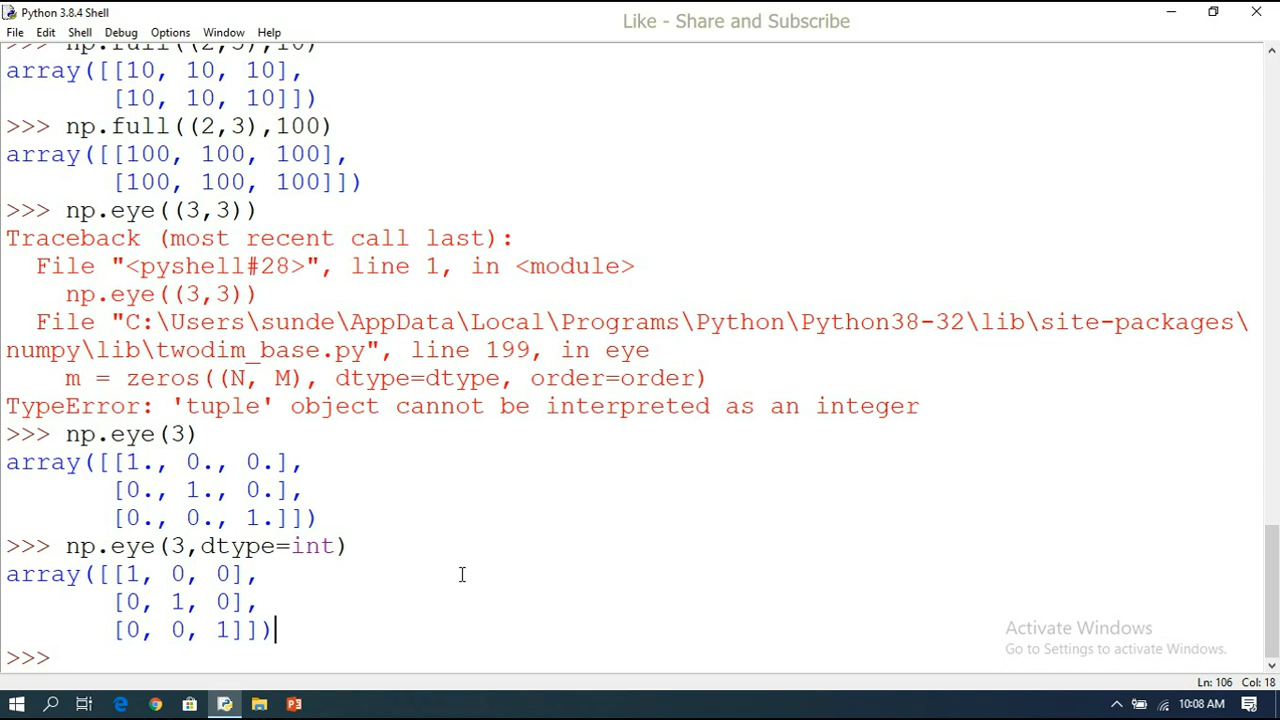 Python 3.8.4 Shell
Like - Share and Subscribe
File Edit Shell Debug Options Window Help
>>> np.full((2,3),10)
array([[10, 10, 10],
[10, 10, 10]])
>>> np.full((2,3),100)
array([[100, 100, 100],
[100, 100, 100]])
>>> np.eye((3,3))
Traceback (most recent call last):
File "<pyshell#28>", line 1, in <module>
np.eye((3,3))
File "C:\Users\sunde\AppData\Local\Programs\Python\Python38-32\lib\site-packages\
numpy\lib\twodim_base.py", line 199, in eye
m = zeros((N, M), dtype=dtype, order=order)
TypeError: 'tuple' object cannot be interpreted as an integer
>>> np.eye(3)
array([[1., 0., 0.],
[0., 1., 0.],
[0., 0., 1.]])
>>> np.eye(3,dtype=int)
array([[1, 0, 0],
[0, 1, 0],
[0, 0, 1]])
>>>
Activate Windows
Go to Settings to activate Windows.
Ln: 106 Col: 18
10:08 AM